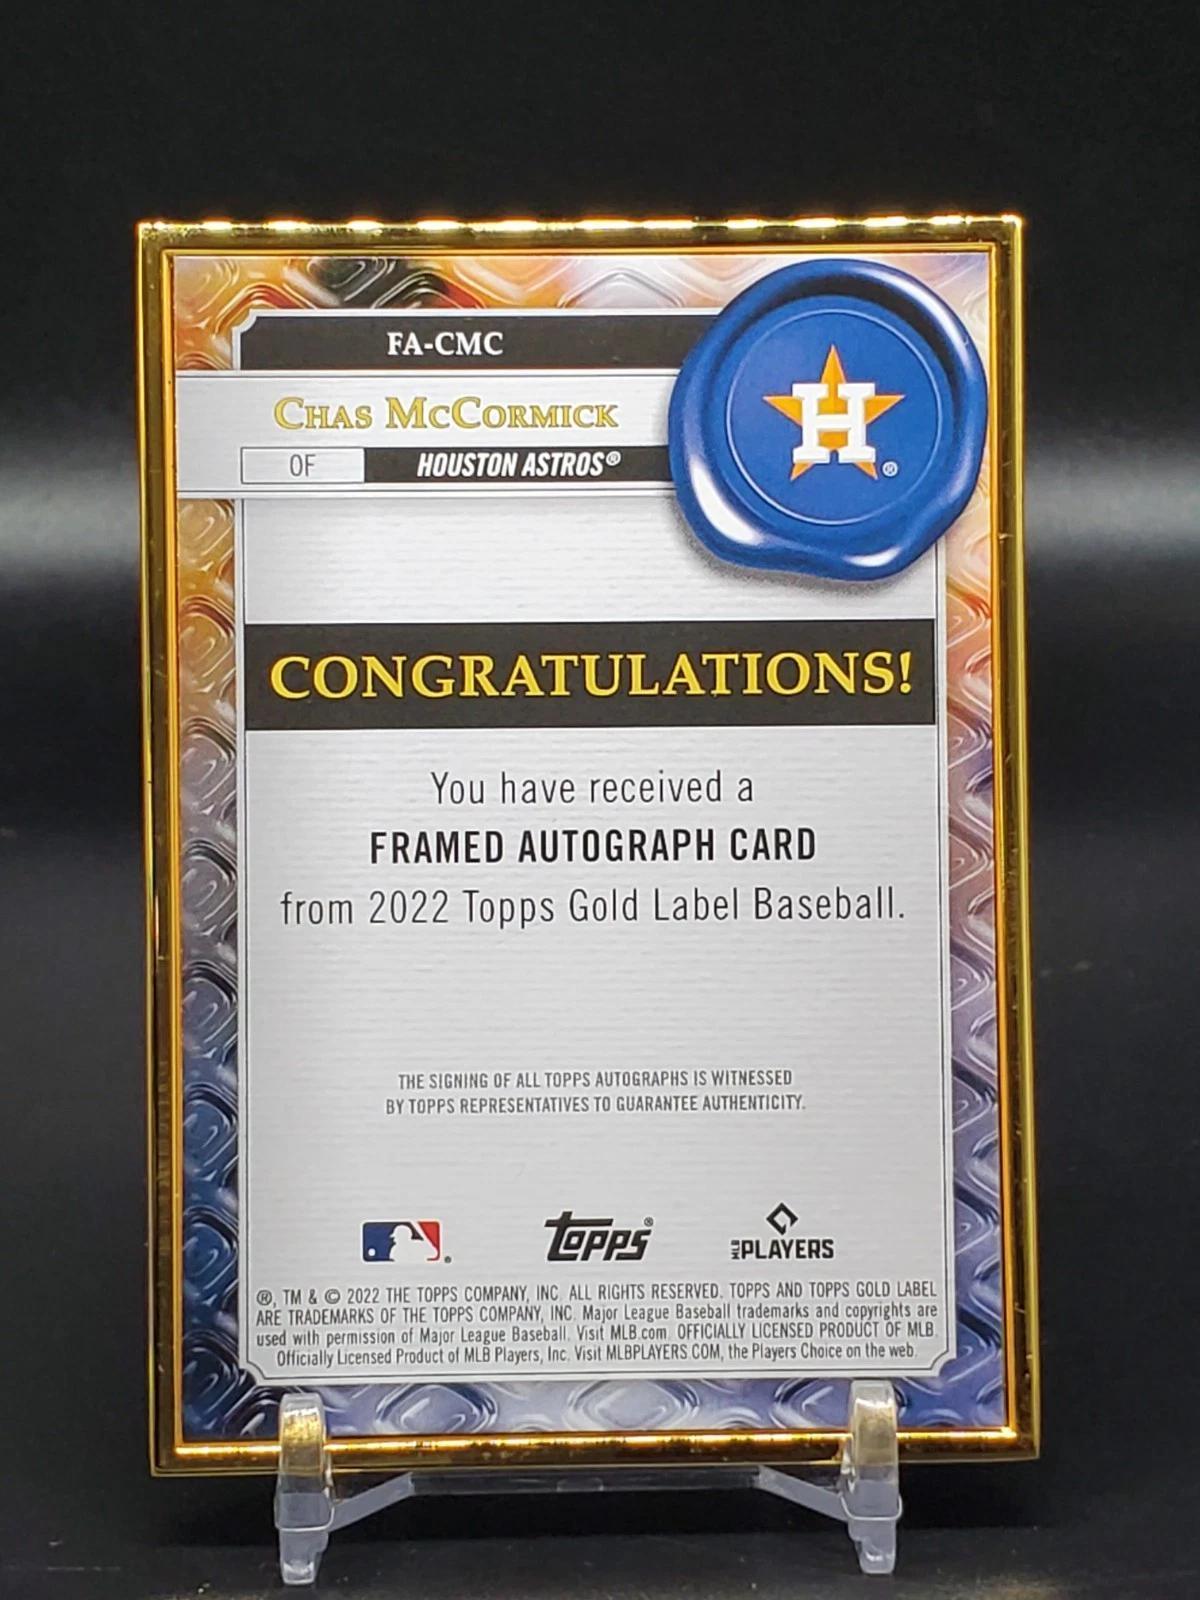 FA-CMC
CHAS MCCORMICK
OF HOUSTON ASTROS®
H ®
CONGRATULATIONS!
You have received a
FRAMED AUTOGRAPH CARD
from 2022 Topps Gold Label Baseball.
THE SIGNING OF ALL TOPPS AUTOGRAPHS IS WITNESSED
BY TOPPS REPRESENTATIVES TO GUARANTEE AUTHENTICITY.
TOPPS® MLB PLAYERS
®, TM & © 2022 THE TOPPS COMPANY, INC. ALL RIGHTS RESERVED. TOPPS AND TOPPS GOLD LABEL
ARE TRADEMARKS OF THE TOPPS COMPANY, INC. Major League Baseball trademarks and copyrights are
used with permission of Major League Baseball. Visit MLB.com. OFFICIALLY LICENSED PRODUCT OF MLB.
Officially Licensed Product of MLB Players, Inc. Visit MLBPLAYERS.COM, the Players Choice on the web.